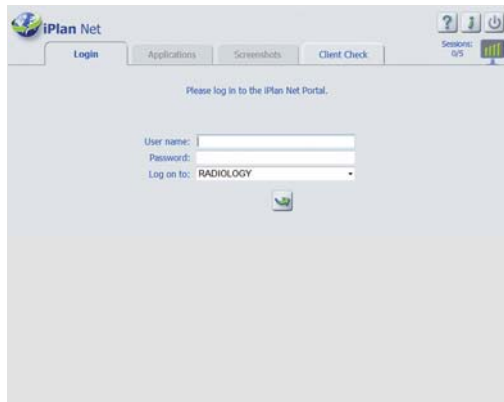 iPlan Net
? i
Login Applications Screenshots Client Check
Sessions:
0/5
Please log in to the iPlan Net Portal.
User name:
Password:
Log on to: RADIOLOGY